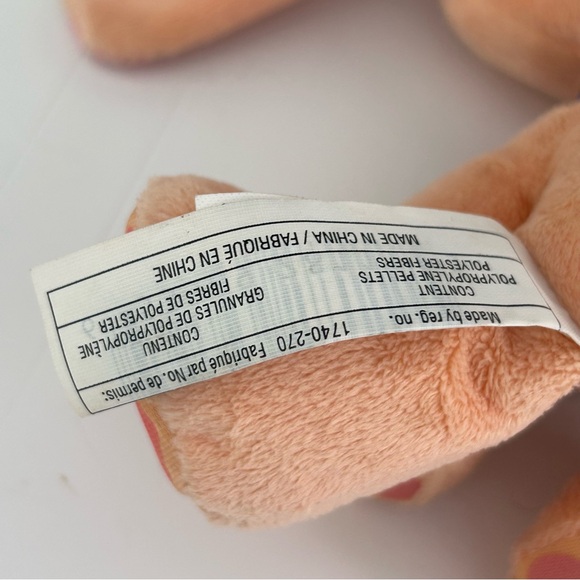 Made by reg. no. 1740-270 Fabriqué par No. de permis:
CONTENT
POLYPROPYLENE PELLETS
POLYESTER FIBERS
CONTENU
GRANULES DE POLYPROPYLÈNE
FIBRES DE POLYESTER
MADE IN CHINA / FABRIQUÉ EN CHINE